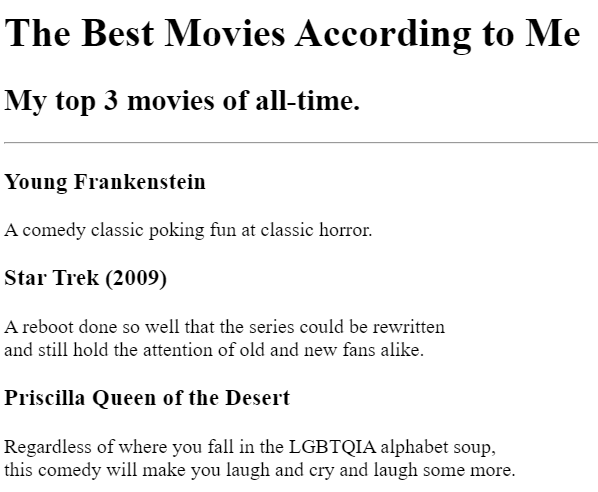 The Best Movies According to Me
My top 3 movies of all-time.
Young Frankenstein
A comedy classic poking fun at classic horror.
Star Trek (2009)
A reboot done so well that the series could be rewritten
and still hold the attention of old and new fans alike.
Priscilla Queen of the Desert
Regardless of where you fall in the LGBTQIA alphabet soup,
this comedy will make you laugh and cry and laugh some more.